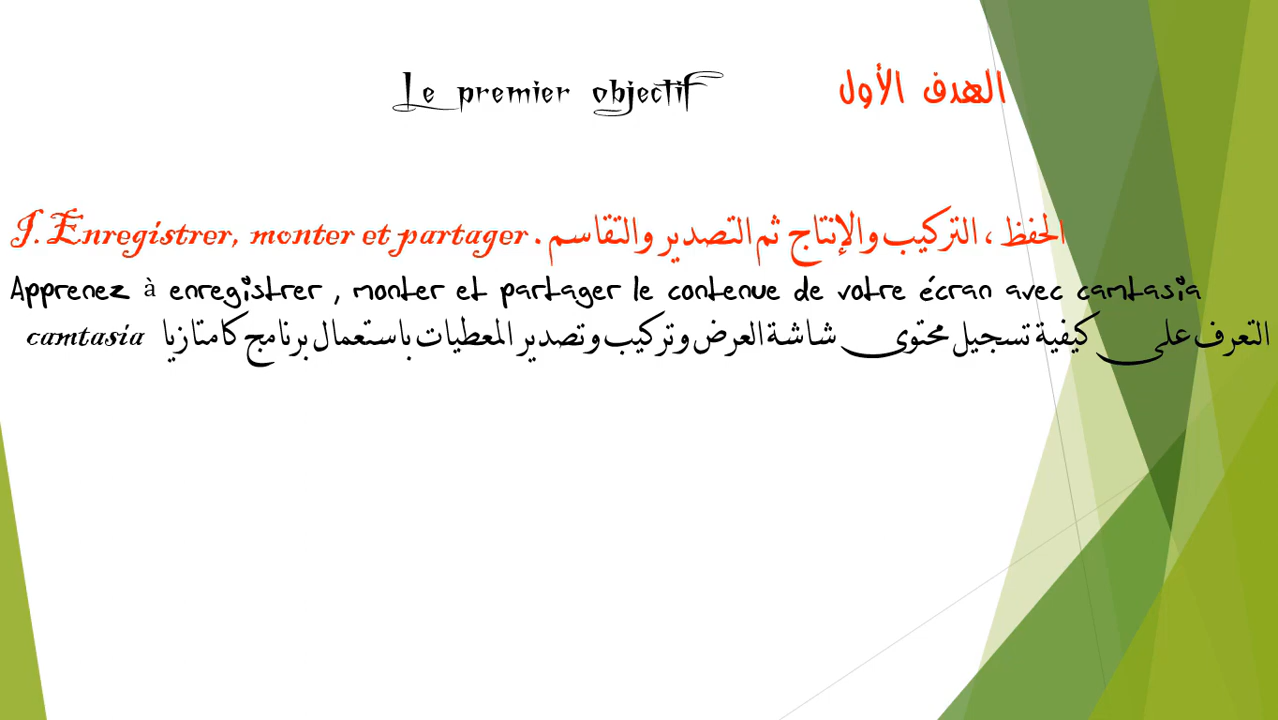 Le premier objectif الهدف الأول
I. Enregistrer, monter et partager . الحفظ ، التركيب والإنتاج ثم التصدير والتقاسم
Apprenez à enregistrer , monter et partager le contenue de votre écran avec camtasia
التعرف على كيفية تسجيل محتوى شاشة العرض وتركيب وتصدير المعطيات باستعمال برنامج كامتازيا camtasia